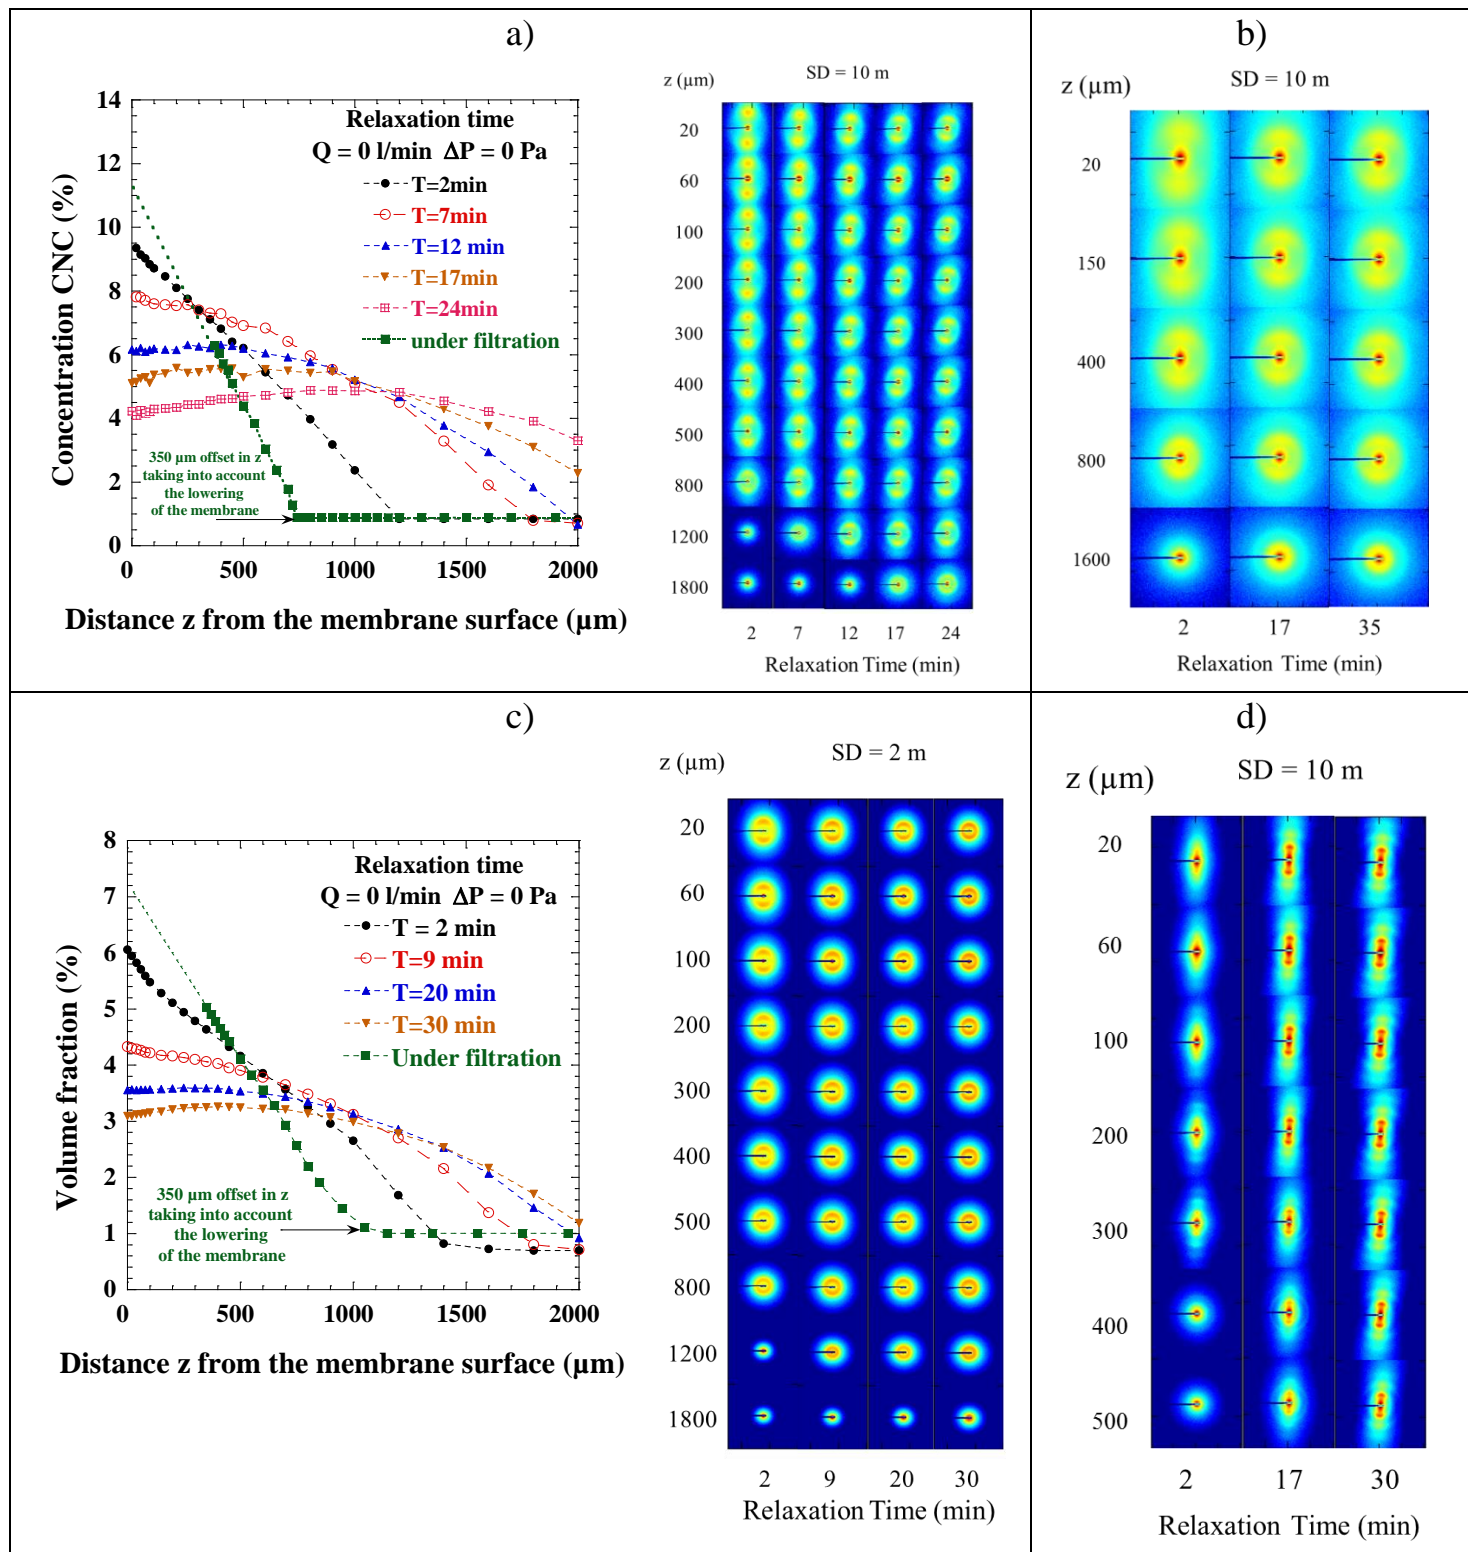 a)
Concentration CNC (%)
14
12
10
8
6
4
2
0
0 500 1000 1500 2000
Distance z from the membrane surface (µm)
Relaxation time
Q = 0 l/min ΔP = 0 Pa
T=2min
T=7min
T=12 min
T=17min
T=24min
under filtration
350 µm offset in z
taking into account
the lowering
of the membrane
z (µm)
SD = 10 m
20
60
100
200
300
400
500
800
1200
1800
2 7 12 17 24
Relaxation Time (min)
b)
z (µm)
SD = 10 m
20
150
400
800
1600
2 17 35
Relaxation Time (min)
c)
Volume fraction (%)
8
7
6
5
4
3
2
1
0
0 500 1000 1500 2000
Distance z from the membrane surface (µm)
Relaxation time
Q = 0 l/min ΔP = 0 Pa
T = 2 min
T=9 min
T=20 min
T=30 min
Under filtration
350 µm offset in z
taking into account
the lowering
of the membrane
z (µm)
SD = 2 m
20
60
100
200
300
400
500
800
1200
1800
2 9 20 30
Relaxation Time (min)
d)
z (µm)
SD = 10 m
20
60
100
200
300
400
500
2 17 30
Relaxation Time (min)